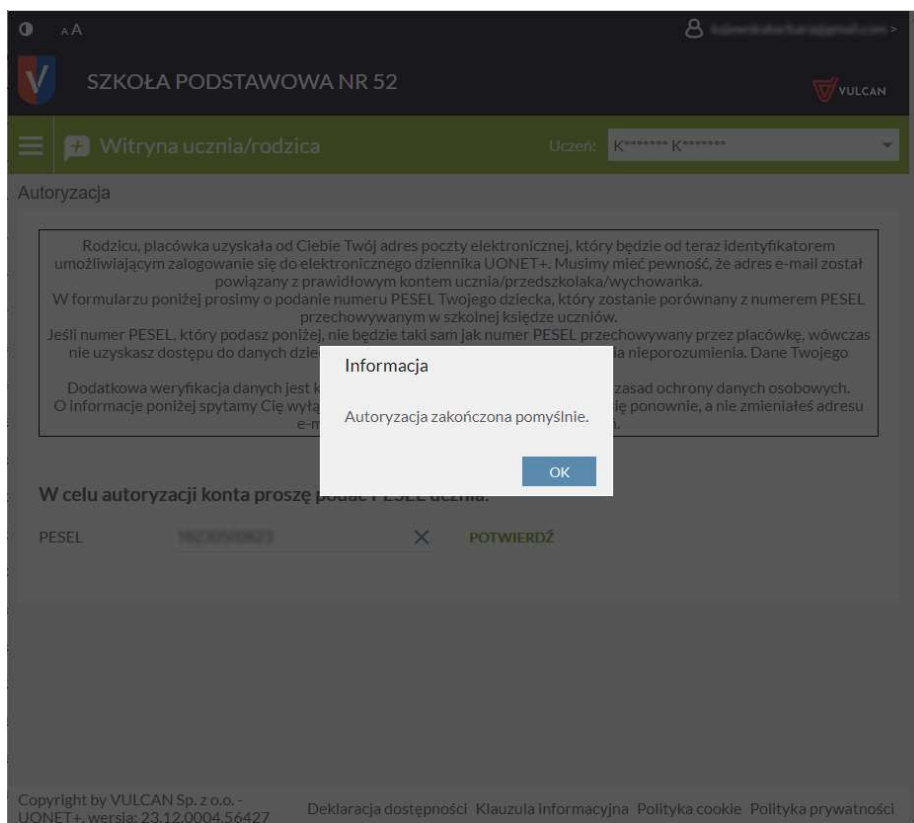 AA
>
SZKOŁA PODSTAWOWA NR 52
VULCAN
Witryna ucznia/rodzica
Uczeń: K******* K*******
Autoryzacja
Rodzicu, placówka uzyskała od Ciebie Twój adres poczty elektronicznej, który będzie od teraz identyfikatorem
umożliwiającym zalogowanie się do elektronicznego dziennika UONET+. Musimy mieć pewność, że adres e-mail został
powiązany z prawidłowym kontem ucznia/przedszkolaka/wychowanka.
W formularzu poniżej prosimy o podanie numeru PESEL Twojego dziecka, który zostanie porównany z numerem PESEL
przechowywanym w szkolnej księdze uczniów.
Jeśli numer PESEL, który podasz poniżej, nie będzie taki sam jak numer PESEL przechowywany przez placówkę, wówczas
nie uzyskasz dostępu do danych nieporozumienia. Dane Twojego
Dodatkowa weryfikacja danych jest zasad ochrony danych osobowych.
O informacje poniżej spytamy Cię ponownie, a nie zmieniałeś adresu
Informacja
Autoryzacja zakończona pomyślnie.
OK
W celu autoryzacji konta proszę podać PESEL ucznia:
PESEL POTWIERDŹ
Copyright by VULCAN Sp. z o.o. -
UONET+, wersja: 23.12.0004.56427
Deklaracja dostępności Klauzula informacyjna Polityka cookie Polityka prywatności